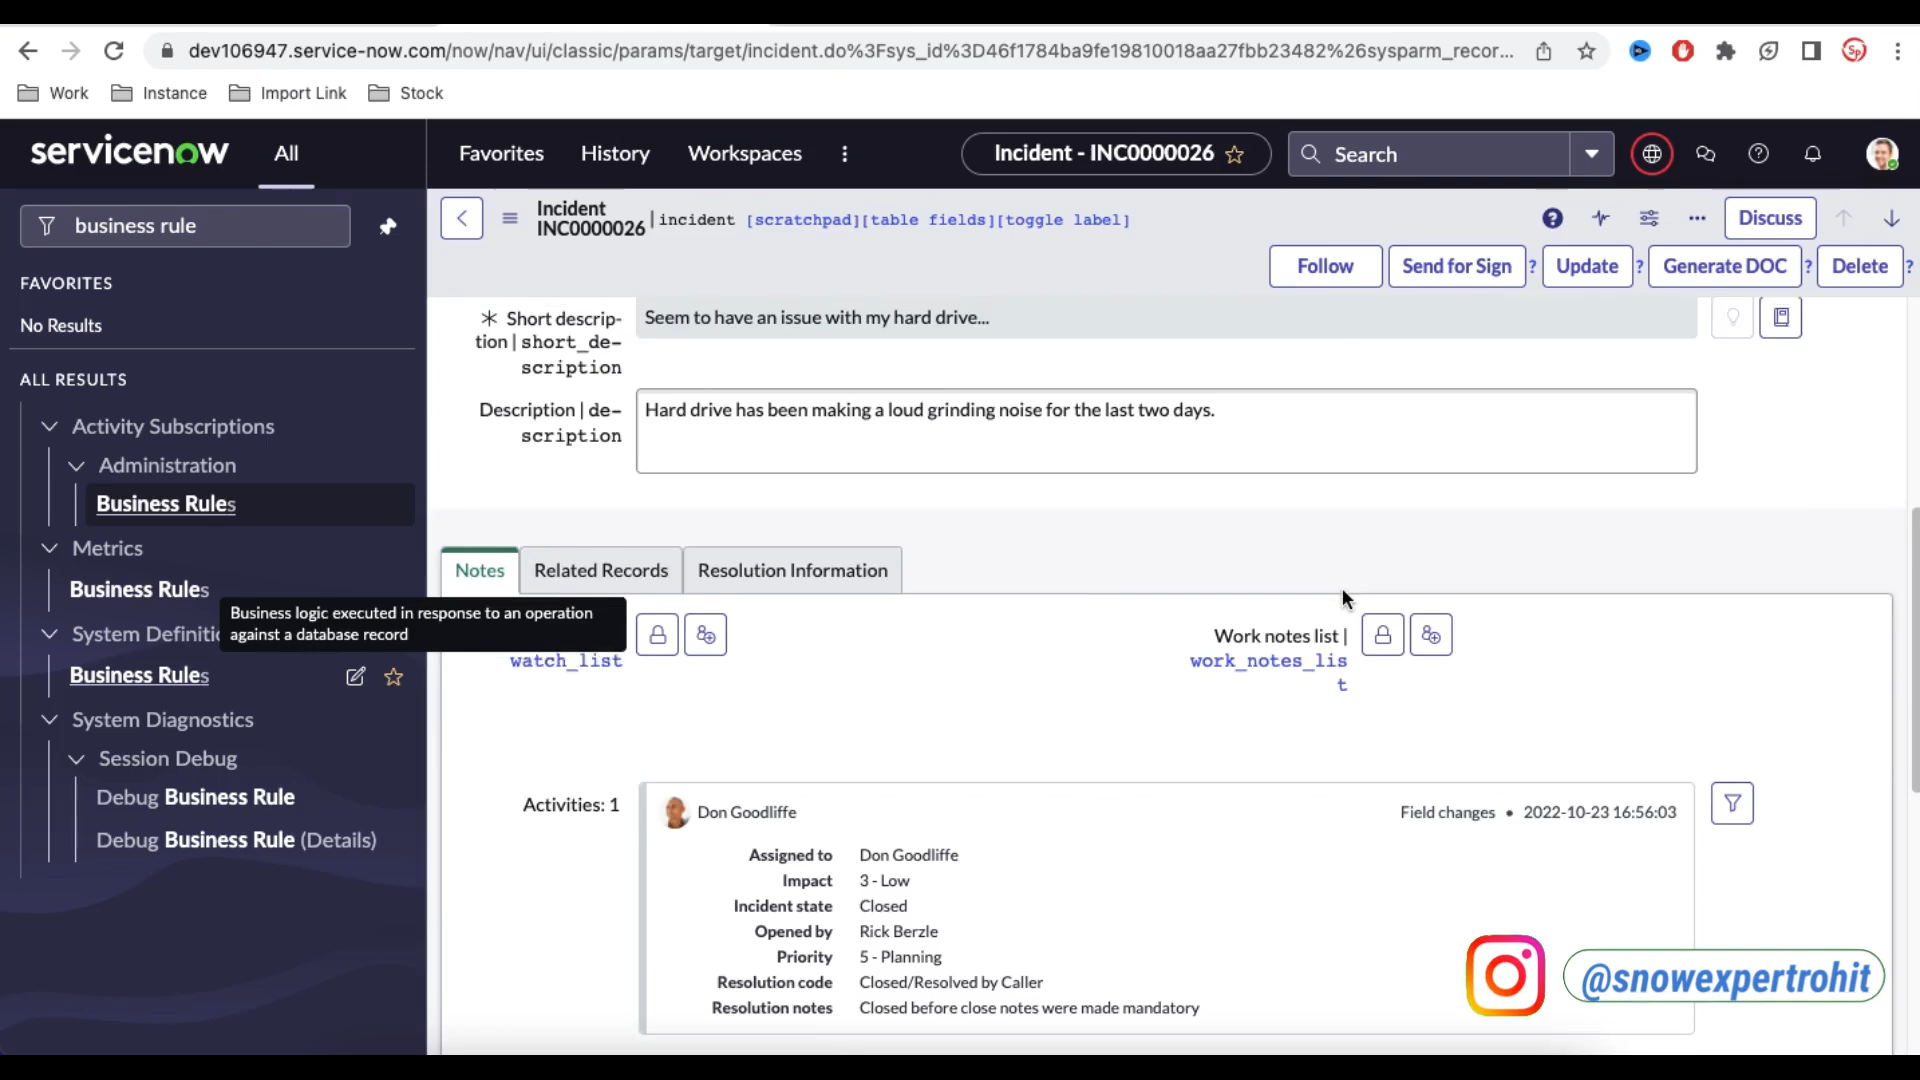 dev106947.service-now.com/now/nav/ui/classic/params/target/incident.do%3Fsys_id%3D46f1784ba9fe19810018aa27fbb23482%26sysparm_recor...
Sp
Work
Instance
Import Link
Stock
servicenow
All
Favorites
History
Workspaces
Incident - INC0000026
Search
business rule
Incident
INC0000026
| incident [scratchpad][table fields][toggle label]
Discuss
Follow
Send for Sign
?
Update
?
Generate DOC
?
Delete
?
FAVORITES
No Results
ALL RESULTS
Activity Subscriptions
Administration
Business Rules
Metrics
Business Rules
System Definitio
Business logic executed in response to an operation
against a database record
Business Rules
System Diagnostics
Session Debug
Debug Business Rule
Debug Business Rule (Details)
Short descrip-
tion | short_de-
scription
Seem to have an issue with my hard drive...
Description | de-
scription
Hard drive has been making a loud grinding noise for the last two days.
Notes
Related Records
Resolution Information
watch_list
Work notes list |
work_notes_lis
t
Activities: 1
Don Goodliffe
Field changes • 2022-10-23 16:56:03
Assigned to Don Goodliffe
Impact 3 - Low
Incident state Closed
Opened by Rick Berzle
Priority 5 - Planning
Resolution code Closed/Resolved by Caller
Resolution notes Closed before close notes were made mandatory
@snowexpertrohit